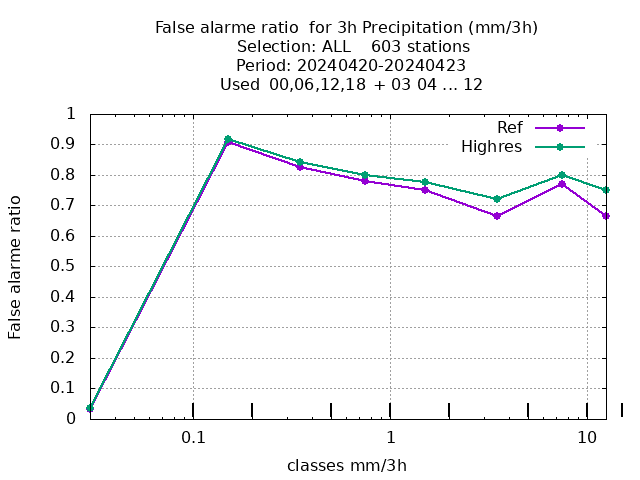 False alarme ratio  for 3h Precipitation (mm/3h)
Selection: ALL    603 stations
Period: 20240420-20240423
Used  00,06,12,18  + 03 04 ... 12
Ref
Highres
1
0.9
0.8
0.7
0.6
0.5
0.4
0.3
0.2
0.1
0
False alarme ratio
0.1
1
10
classes mm/3h